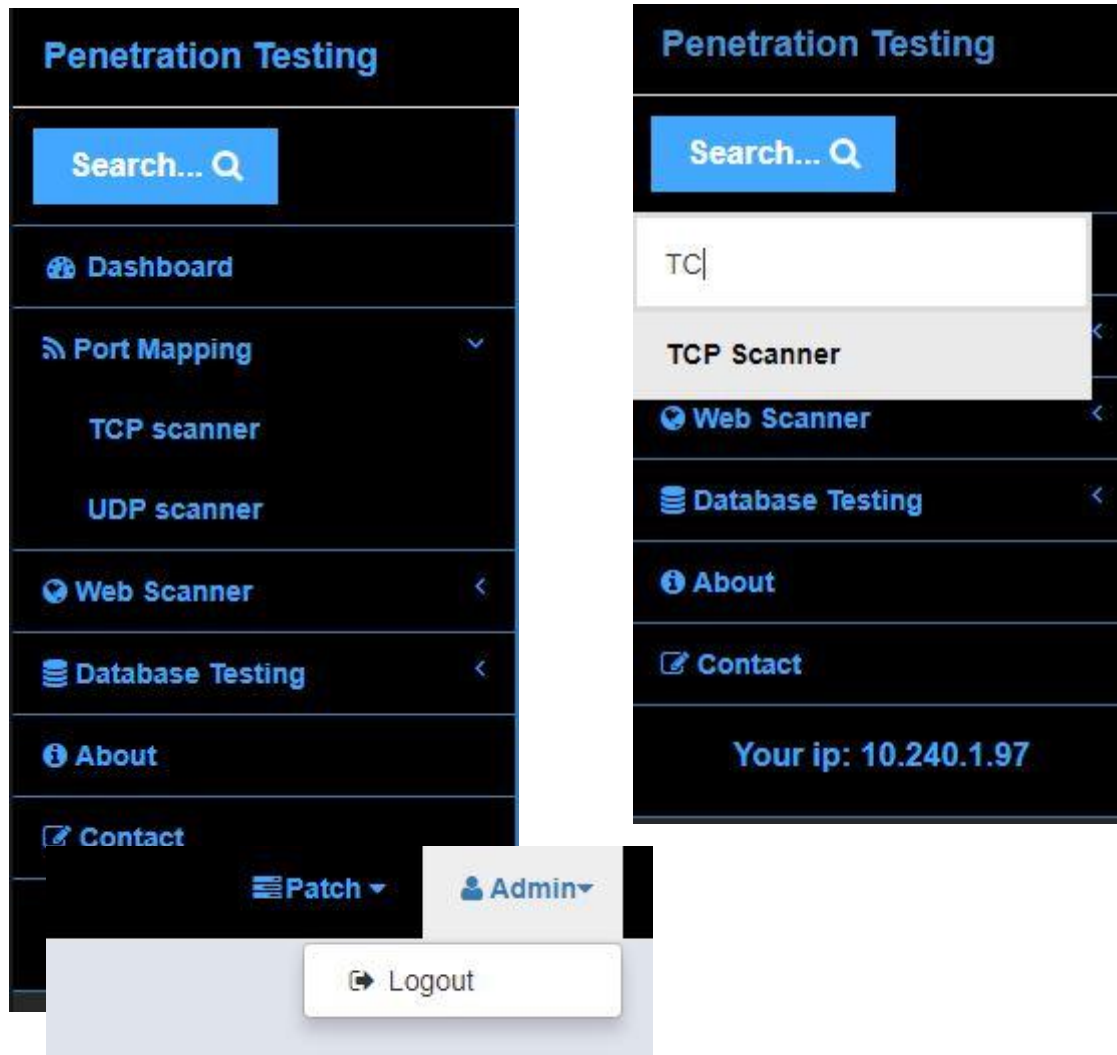 Penetration Testing
Search...
Dashboard
Port Mapping
TCP scanner
UDP scanner
Web Scanner
Database Testing
About
Contact
Penetration Testing
Search...
TC
TCP Scanner
Web Scanner
Database Testing
About
Contact
Your ip: 10.240.1.97
Patch Admin
Logout